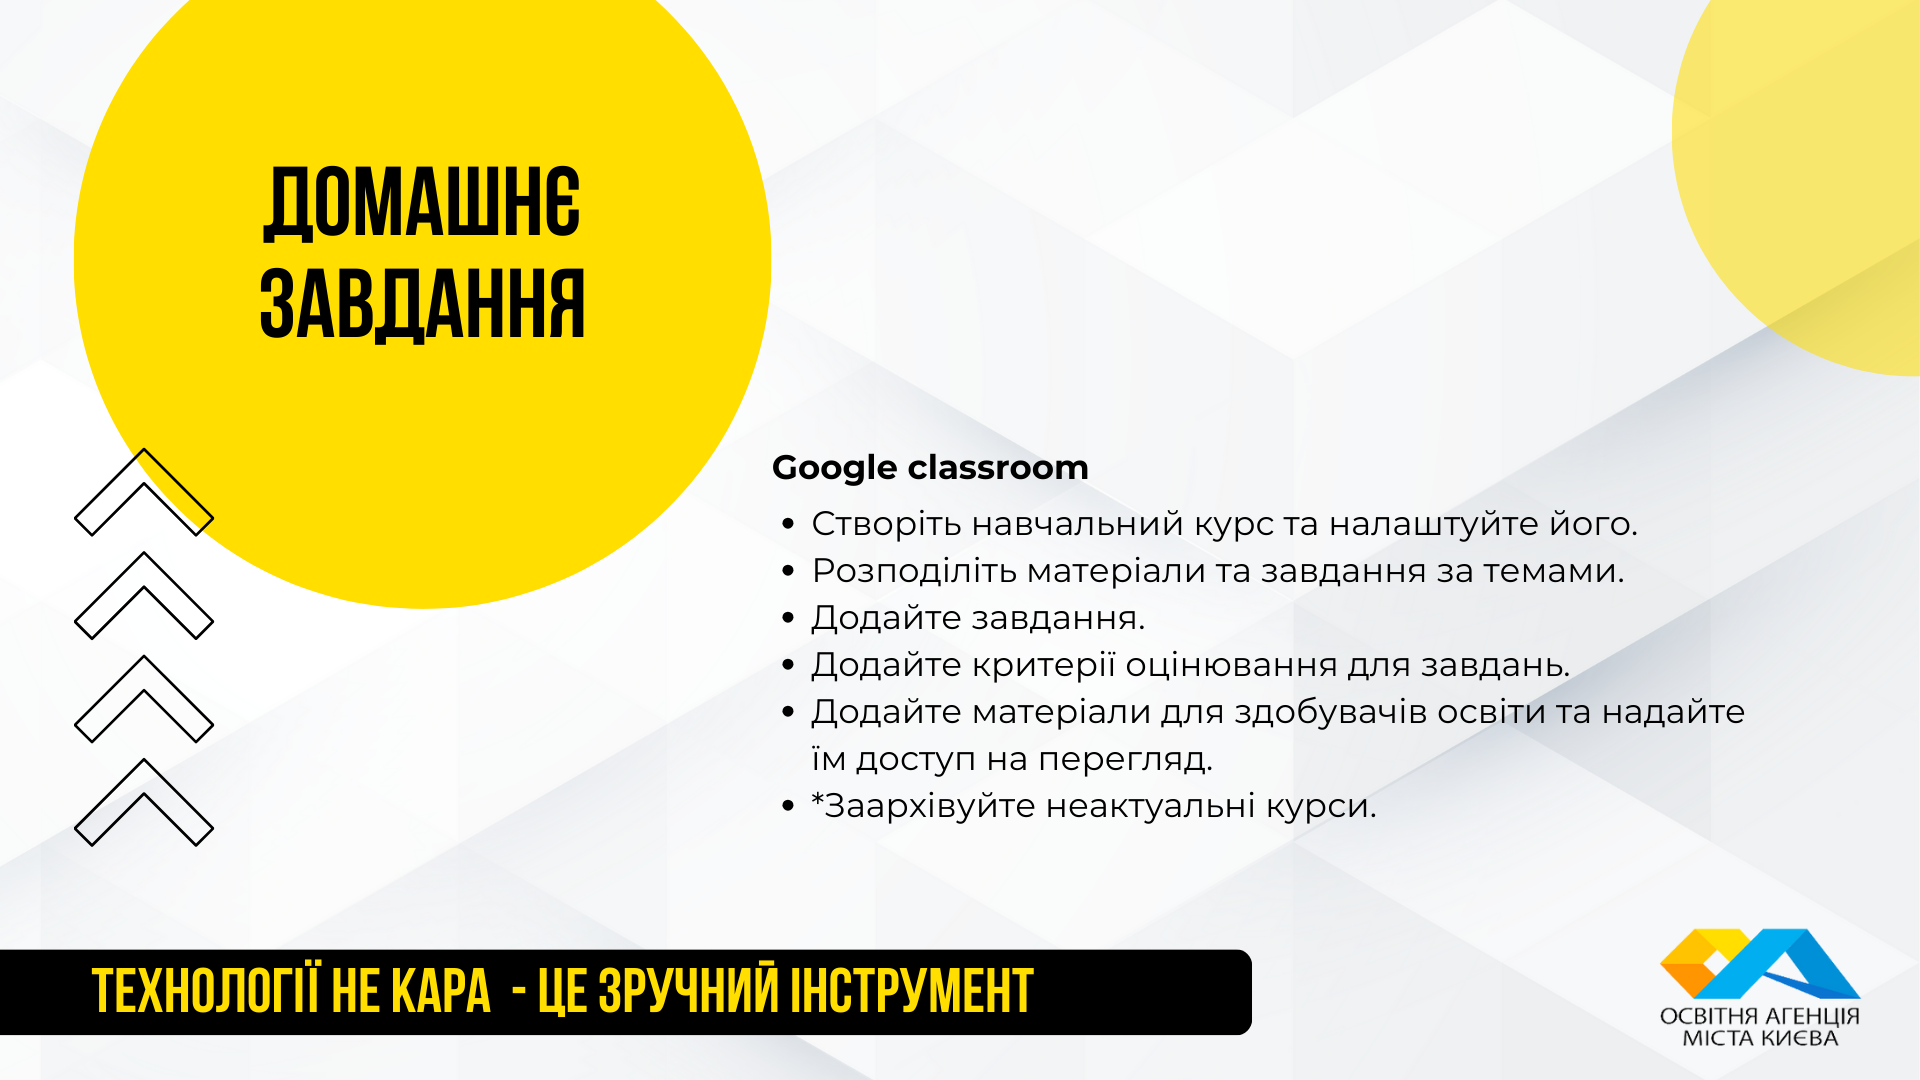 ДОМАШНЄ
ЗАВДАННЯ
Google classroom
• Створіть навчальний курс та налаштуйте його.
• Розподіліть матеріали та завдання за темами.
• Додайте завдання.
• Додайте критерії оцінювання для завдань.
• Додайте матеріали для здобувачів освіти та надайте
їм доступ на перегляд.
• *Заархівуйте неактуальні курси.
ТЕХНОЛОГІЇ НЕ КАРА - ЦЕ ЗРУЧНИЙ ІНСТРУМЕНТ
ОСВІТНЯ АГЕНЦІЯ
МІСТА КИЄВА